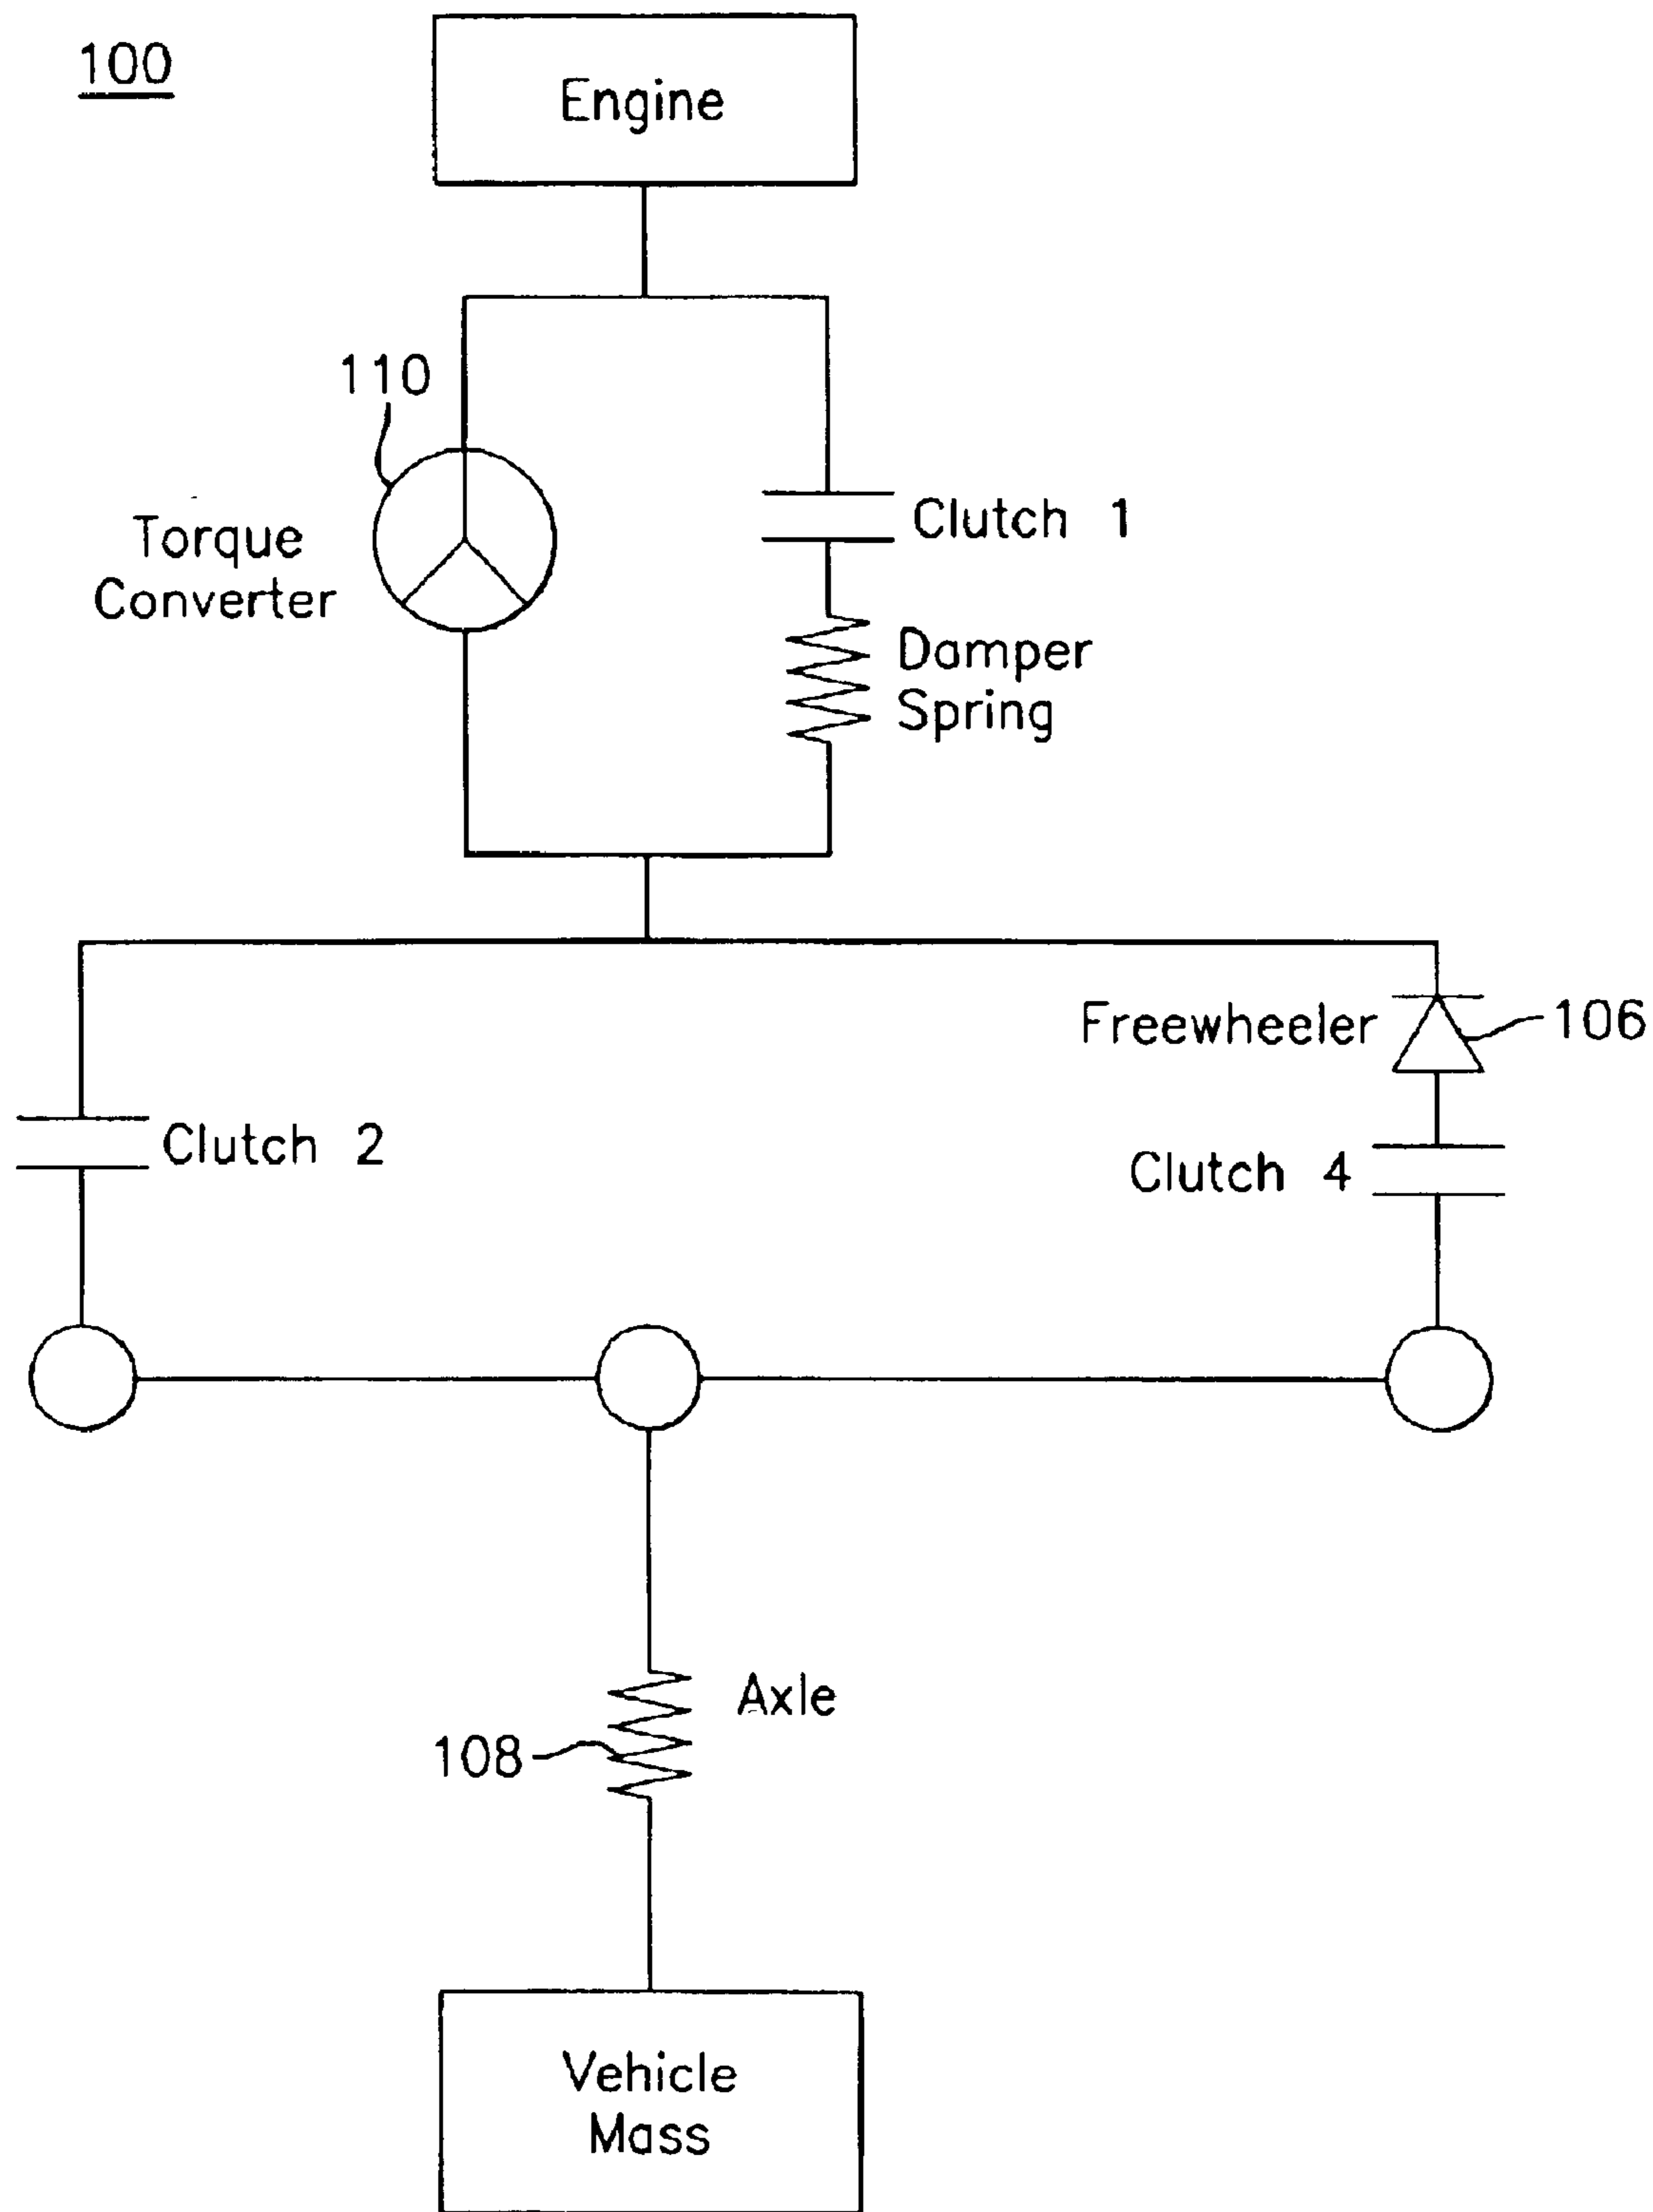 100
Engine
110
Torque
Converter
Clutch 1
Damper
Spring
Freewheeler
106
Clutch 2
Clutch 4
Axle
108
Vehicle
Mass